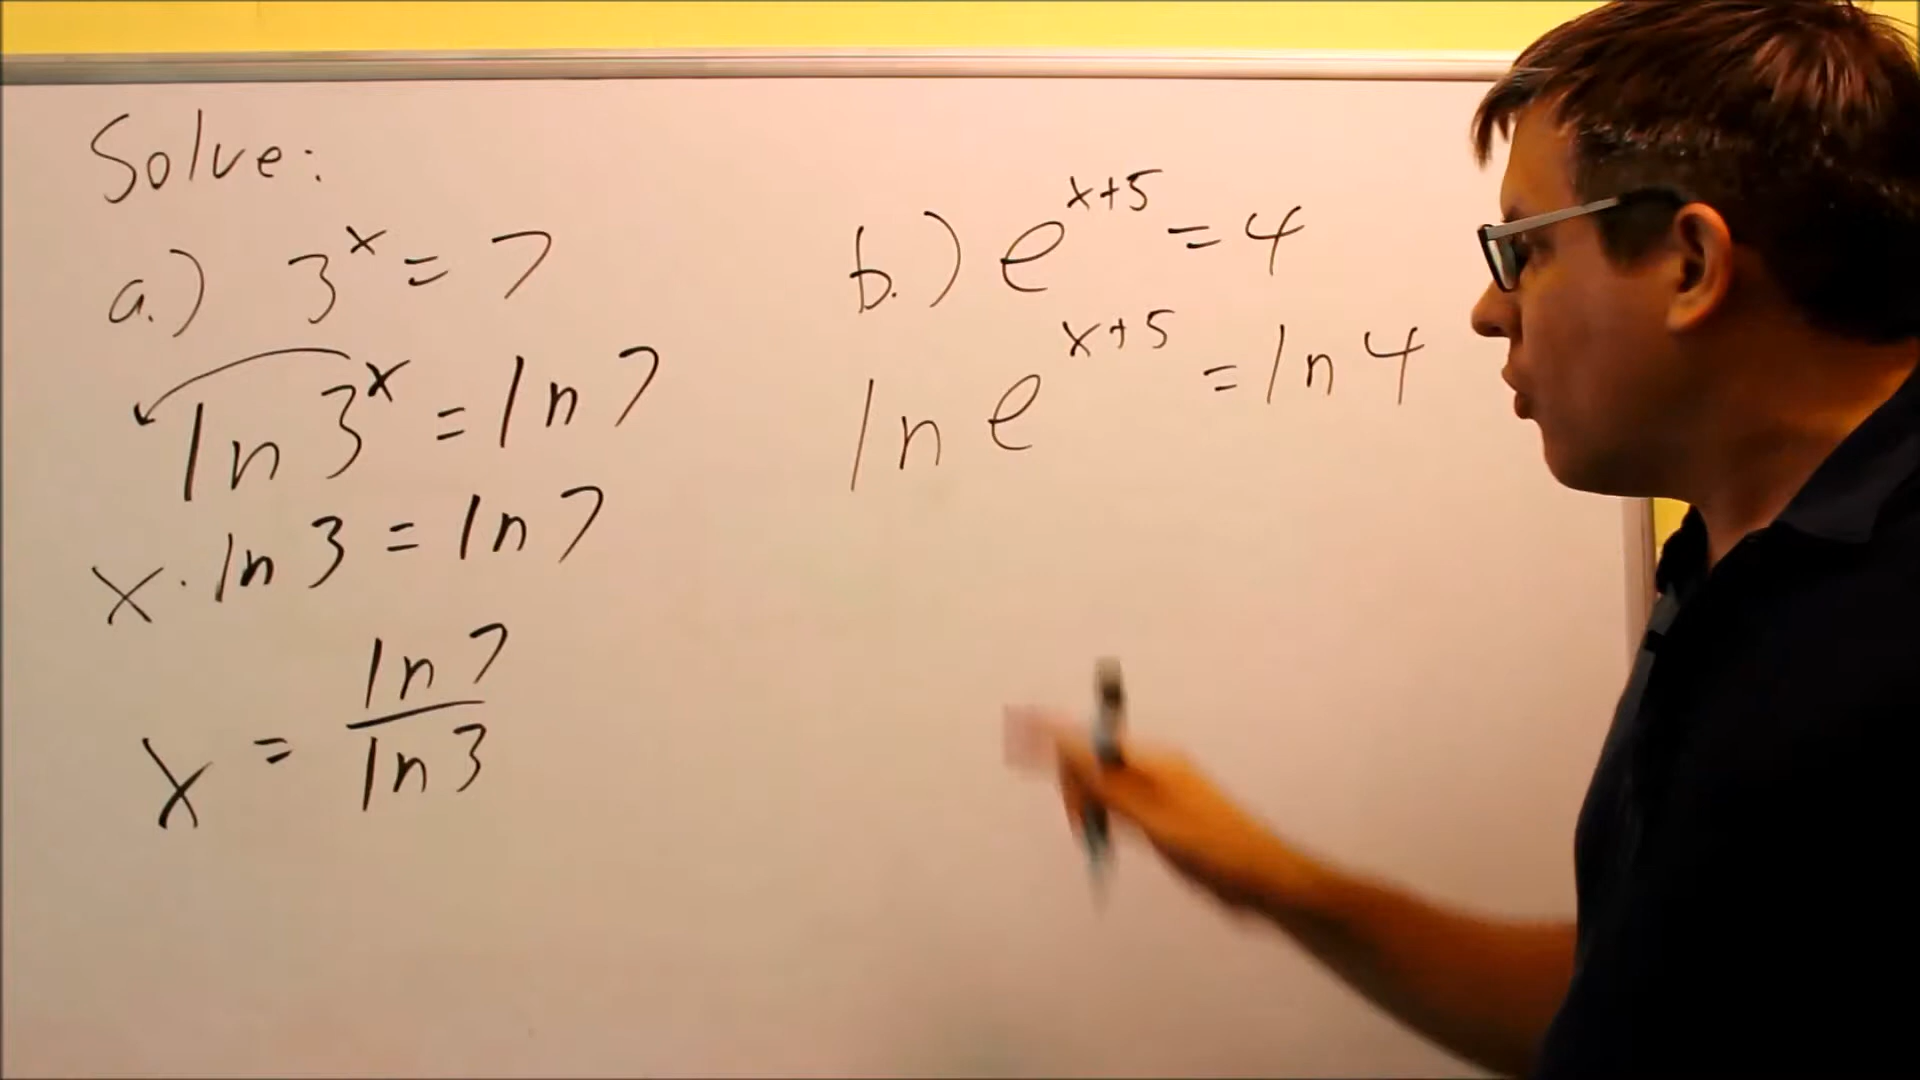 Solve:
a.) 3^x = 7
ln 3^x = ln 7
x · ln 3 = ln 7
x = ln 7 / ln 3
b.) e^x+5 = 4
ln e^x+5 = ln 4